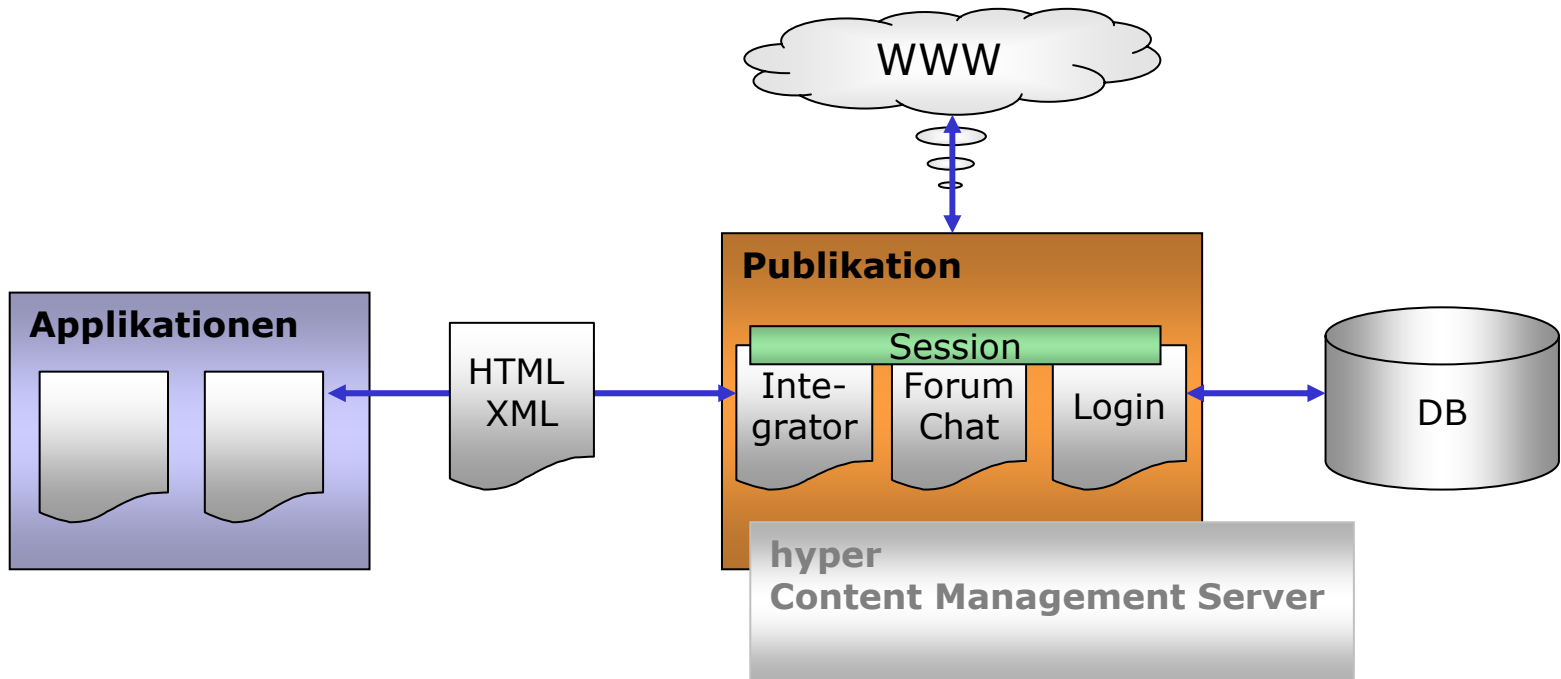 WWW
Applikationen
HTML
XML
Publikation
Session
Inte-
grator
Forum
Chat
Login
DB
hyper
Content Management Server